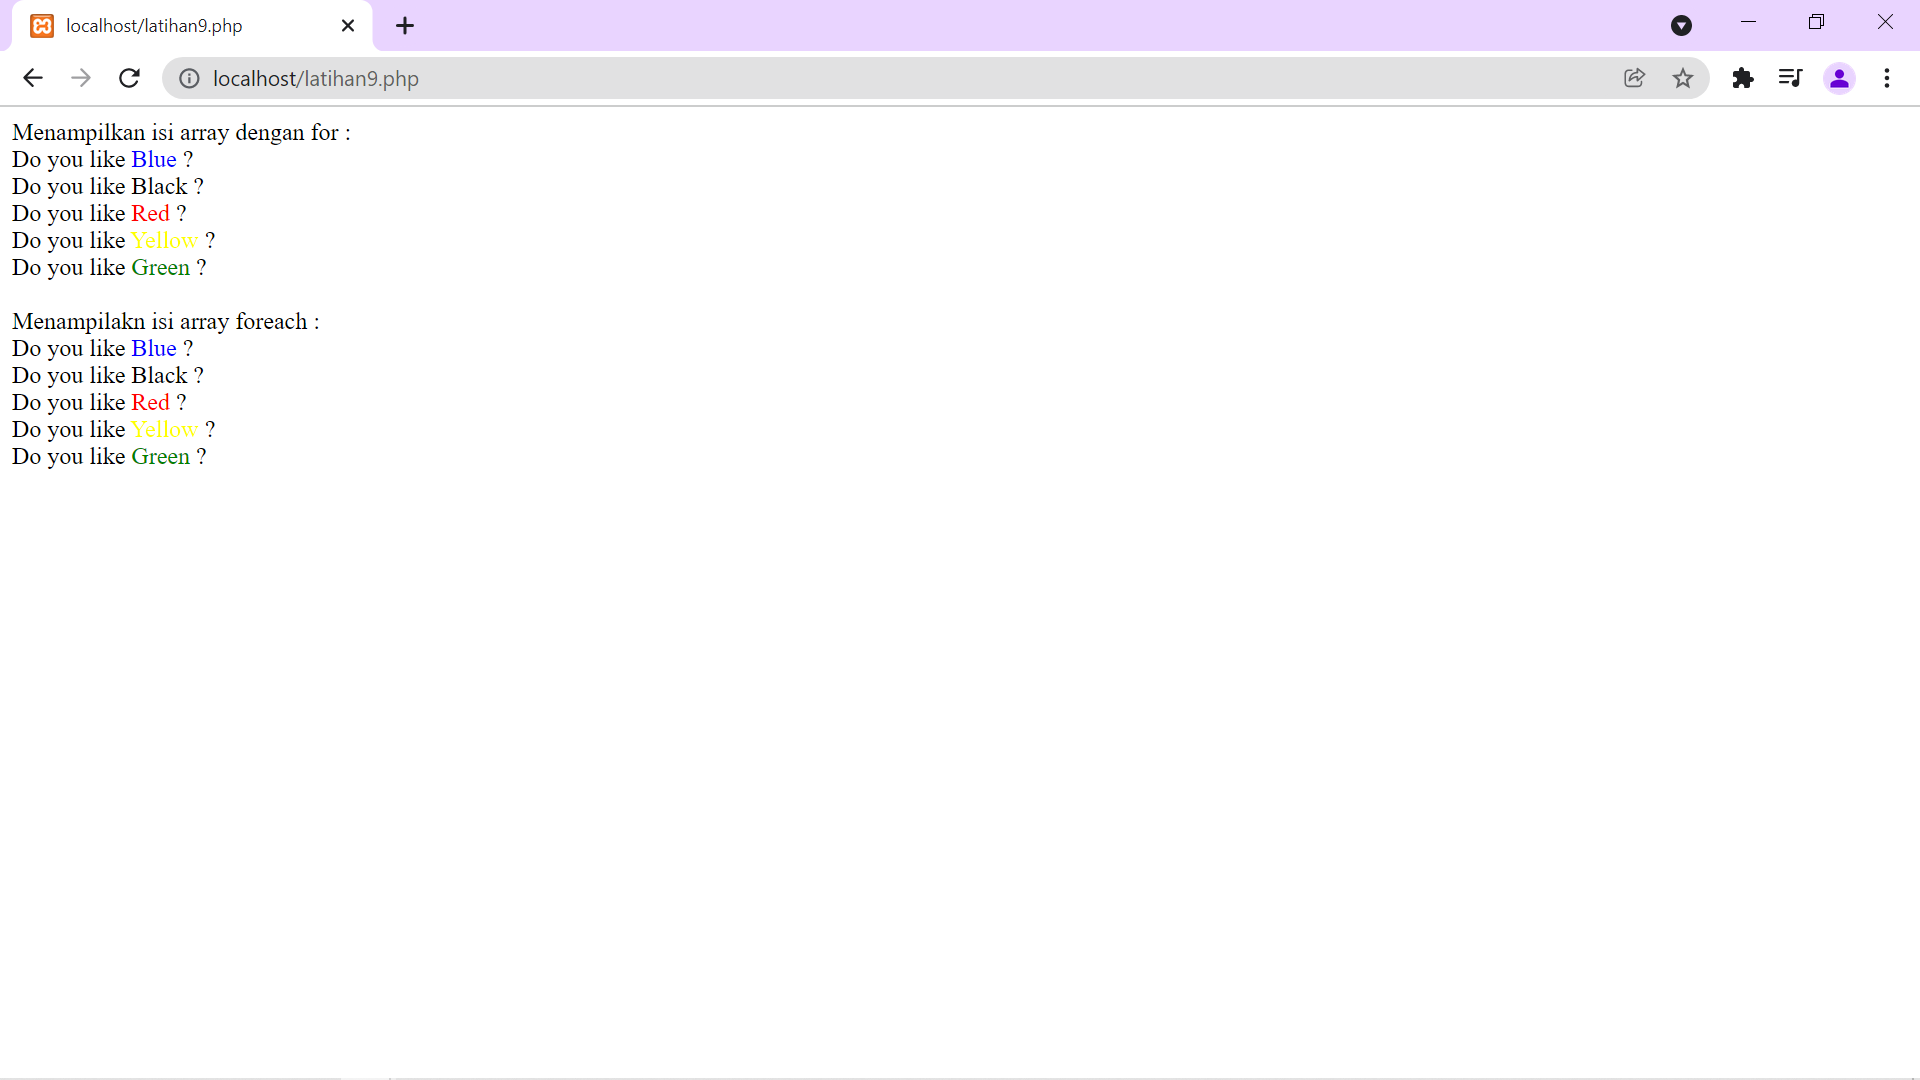 localhost/latihan9.php
localhost/latihan9.php
Menampilkan isi array dengan for :
Do you like Blue ?
Do you like Black ?
Do you like Red ?
Do you like Yellow ?
Do you like Green ?
Menampilakn isi array foreach :
Do you like Blue ?
Do you like Black ?
Do you like Red ?
Do you like Yellow ?
Do you like Green ?